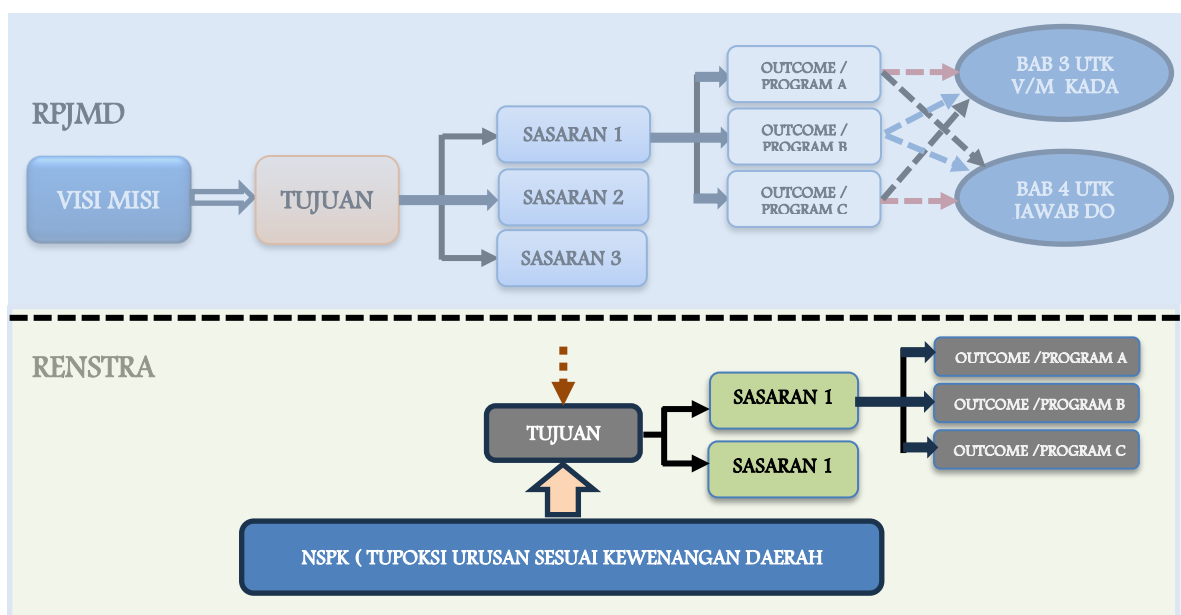 RPJMD
VISI MISI
TUJUAN
SASARAN 1
SASARAN 2
SASARAN 3
OUTCOME /
PROGRAM A
OUTCOME /
PROGRAM B
OUTCOME /
PROGRAM C
BAB 3 UTK
V/M KADA
BAB 4 UTK
JAWAB DO
RENSTRA
TUJUAN
SASARAN 1
SASARAN 1
OUTCOME /PROGRAM A
OUTCOME /PROGRAM B
OUTCOME /PROGRAM C
NSPK ( TUPOKSI URUSAN SESUAI KEWENANGAN DAERAH